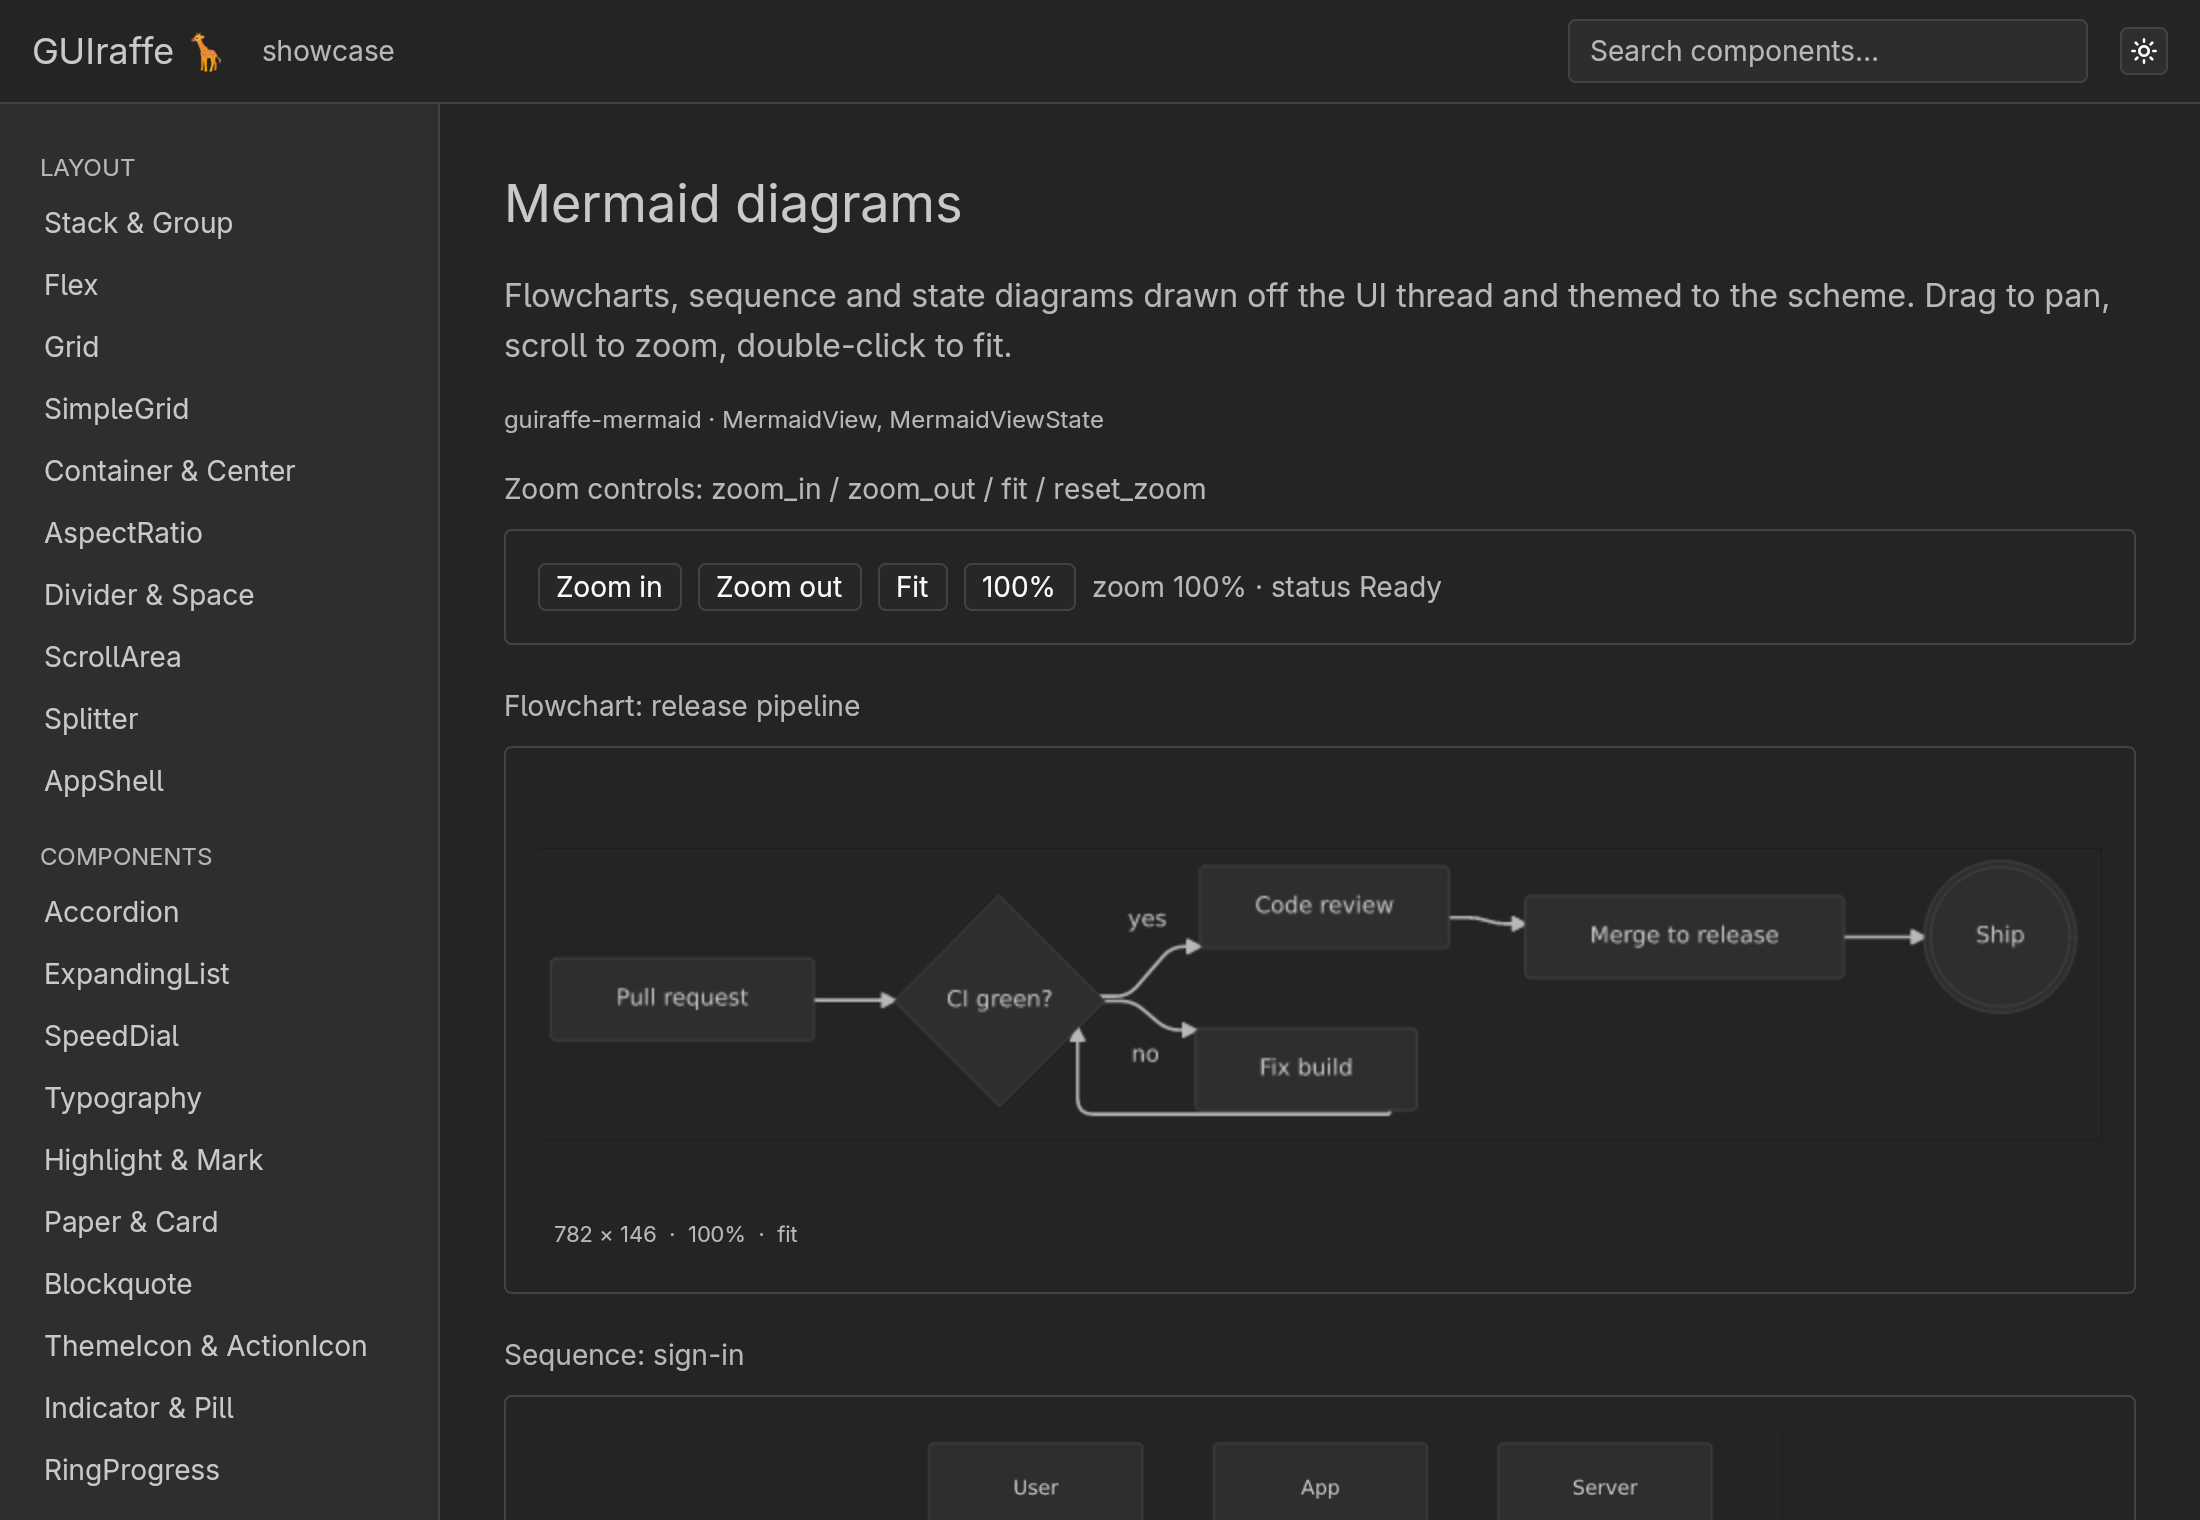 GUIraffe 🦒 showcase
Search components...
LAYOUT
Stack & Group
Flex
Grid
SimpleGrid
Container & Center
AspectRatio
Divider & Space
ScrollArea
Splitter
AppShell
COMPONENTS
Accordion
ExpandingList
SpeedDial
Typography
Highlight & Mark
Paper & Card
Blockquote
ThemeIcon & ActionIcon
Indicator & Pill
RingProgress
Mermaid diagrams
Flowcharts, sequence and state diagrams drawn off the UI thread and themed to the scheme. Drag to pan,
scroll to zoom, double-click to fit.
guiraffe-mermaid · MermaidView, MermaidViewState
Zoom controls: zoom_in / zoom_out / fit / reset_zoom
Zoom in Zoom out Fit 100% zoom 100% · status Ready
Flowchart: release pipeline
Pull request
CI green?
yes
no
Code review
Fix build
Merge to release
Ship
782 × 146 · 100% · fit
Sequence: sign-in
User App Server